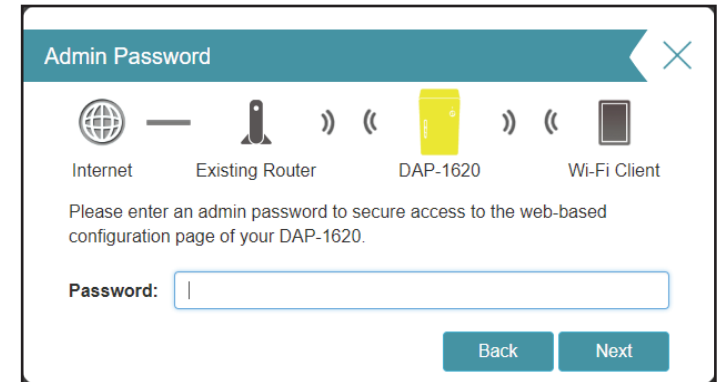 Admin Password
Internet Existing Router DAP-1620 Wi-Fi Client
Please enter an admin password to secure access to the web-based
configuration page of your DAP-1620.
Password:
Back Next